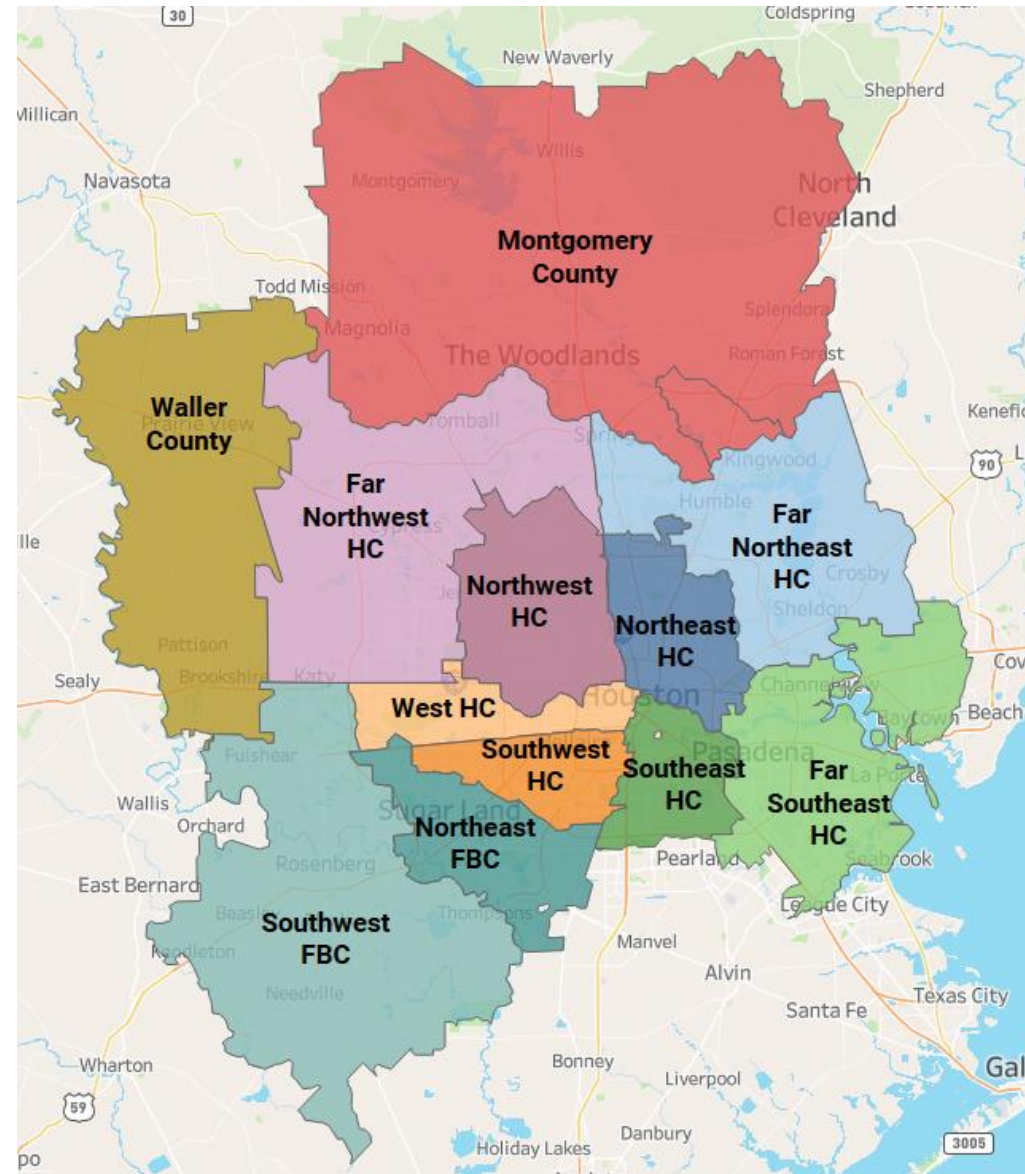 30
Coldspring
New Waverly
Shepherd
Millican
Willis
Navasota
Montgomery
North
Cleveland
Montgomery
County
Todd Mission
Splendora
Magnolia
The Woodlands
Roman Forest
Waller
County
Prairie View
Tomball
Spring
Kingwood
90
Far
Northwest
HC
Cypress
Humble
Far
Northeast
HC
Crosby
Sheldon
Northwest
HC
Northeast
HC
Pattison
Brookshire
Katy
Sealy
Houston
Channelview
West HC
Baytown
Beach
Fulshear
Southwest
HC
Pasadena
Southeast
HC
La Porte
Far
Southeast
HC
Wallis
Orchard
Sugar Land
Northeast
FBC
Rosenberg
Pearland
Seabrook
East Bernard
League City
Beasley
Thompsons
Southwest
FBC
Kendleton
Manvel
Alvin
Needville
Santa Fe
Texas City
Wharton
Bonney
Liverpool
Gal
59
Danbury
Holiday Lakes
3005